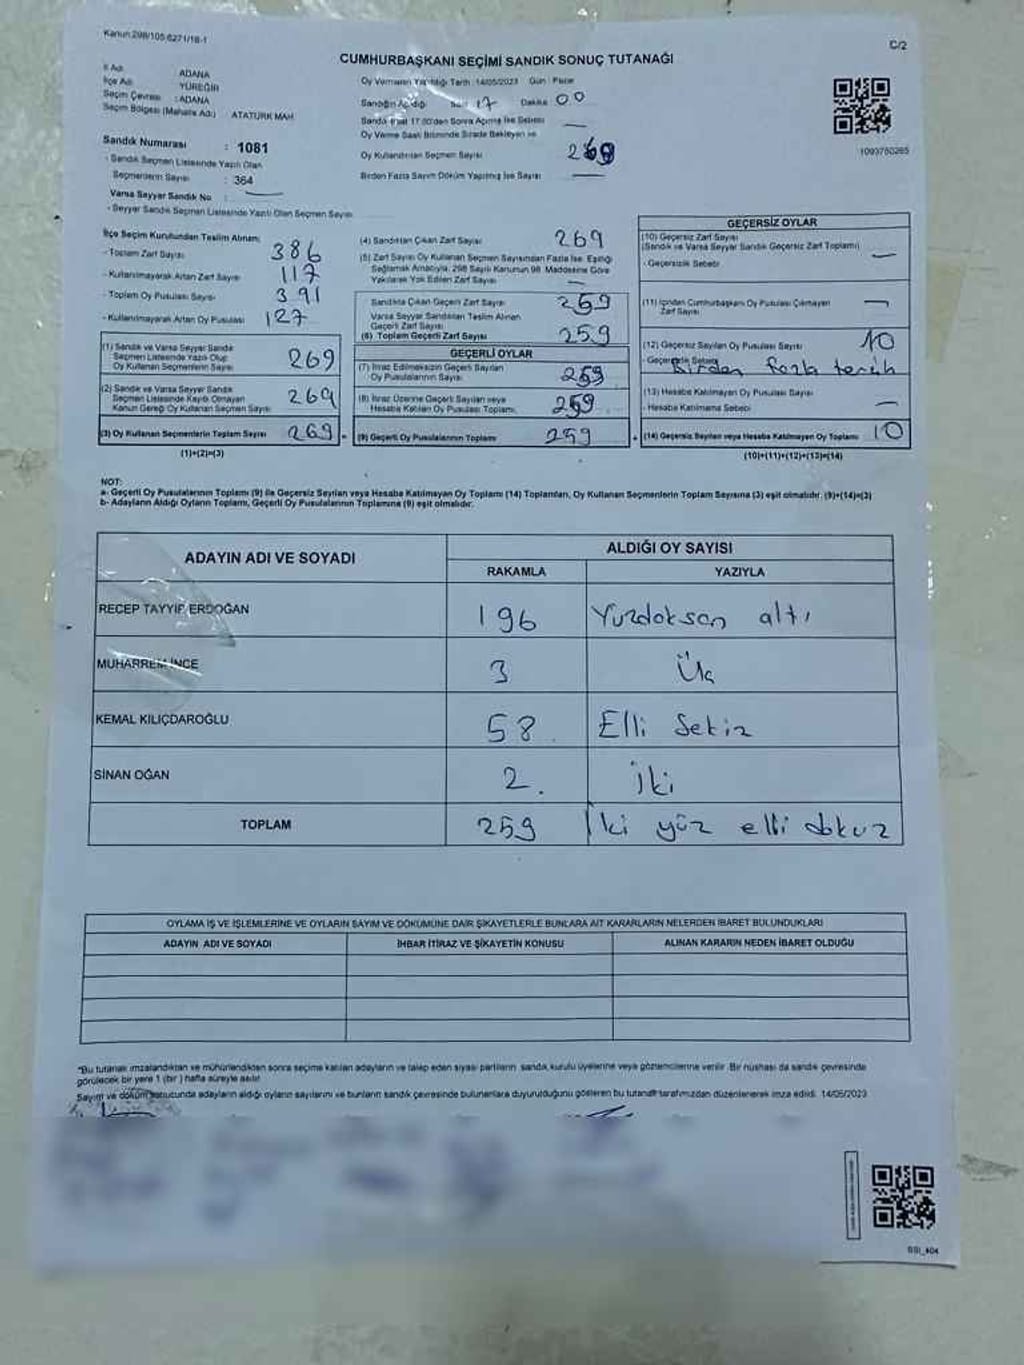 Kanun:298/105.6271/18-1
C/2
CUMHURBAŞKANI SEÇİMİ SANDIK SONUÇ TUTANAĞI
İl Adı ADANA
İlçe Adı YÜREĞİR
Seçim Çevresi : ADANA
Seçim Bölgesi (Mahalle Adı) ATATÜRK MAH.
Oy Vermenin Yapıldığı Tarih : 14/05/2023 Gün : Pazar
Sandığın Açıldığı Saat 17 Dakika 00
Sandık Saat 17.00'den Sonra Açılmış İse Sebebi —
Oy Verme Saati Bitiminde Sırada Bekleyen ve
Oy Kullandırılan Seçmen Sayısı 269
Birden Fazla Sayım Döküm Yapılmış İse Sayısı —
1093760265
Sandık Numarası : 1081
- Sandık Seçmen Listesinde Yazılı Olan
Seçmenlerin Sayısı : 364
Varsa Seyyar Sandık No : —
- Seyyar Sandık Seçmen Listesinde Yazılı Olan Seçmen Sayısı
İlçe Seçim Kurulundan Teslim Alınan;
- Toplam Zarf Sayısı 386
- Kullanılmayarak Artan Zarf Sayısı 117
- Toplam Oy Pusulası Sayısı 391
- Kullanılmayarak Artan Oy Pusulası 127
(1) Sandık ve Varsa Seyyar Sandık
Seçmen Listesinde Yazılı Olup
Oy Kullanan Seçmenlerin Sayısı 269
(2) Sandık ve Varsa Seyyar Sandık
Seçmen Listesinde Kayıtlı Olmayan
Kanun Gereği Oy Kullanan Seçmen Sayısı 269
(3) Oy Kullanan Seçmenlerin Toplam Sayısı 269 =
(1)+(2)=(3)
(4) Sandıktan Çıkan Zarf Sayısı 269
(5) Zarf Sayısı Oy Kullanan Seçmen Sayısından Fazla İse, Eşitliği
Sağlamak Amacıyla, 298 Sayılı Kanunun 98. Maddesine Göre
Yakılarak Yok Edilen Zarf Sayısı —
Sandıkta Çıkan Geçerli Zarf Sayısı 259
Varsa Seyyar Sandıktan Teslim Alınan
Geçerli Zarf Sayısı
(6) Toplam Geçerli Zarf Sayısı 259
GEÇERLİ OYLAR
(7) İtiraz Edilmeksizin Geçerli Sayılan
Oy Pusulalarının Sayısı 259
(8) İtiraz Üzerine Geçerli Sayılan veya
Hesaba Katılan Oy Pusulası Toplamı 259
(9) Geçerli Oy Pusulalarının Toplamı 259 +
GEÇERSİZ OYLAR
(10) Geçersiz Zarf Sayısı
(Sandık ve Varsa Seyyar Sandık Geçersiz Zarf Toplamı) —
- Geçersizlik Sebebi
(11) İçinden Cumhurbaşkanı Oy Pusulası Çıkmayan
Zarf Sayısı —
(12) Geçersiz Sayılan Oy Pusulası Sayısı 10
- Geçersizlik Sebebi Birden fazla tercih
(13) Hesaba Katılmayan Oy Pusulası Sayısı —
- Hesaba Katılmama Sebebi
(14) Geçersiz Sayılan veya Hesaba Katılmayan Oy Toplamı 10
(10)+(11)+(12)+(13)=(14)
NOT:
a- Geçerli Oy Pusulalarının Toplamı (9) ile Geçersiz Sayılan veya Hesaba Katılmayan Oy Toplamı (14) Toplamları, Oy Kullanan Seçmenlerin Toplam Sayısına (3) eşit olmalıdır. (9)+(14)=(3)
b- Adayların Aldığı Oyların Toplamı, Geçerli Oy Pusulalarının Toplamına (9) eşit olmalıdır.
ADAYIN ADI VE SOYADI ALDIĞI OY SAYISI
RAKAMLA YAZIYLA
RECEP TAYYİP ERDOĞAN 196 Yüzdoksan altı
MUHARREM İNCE 3 Üç
KEMAL KILIÇDAROĞLU 58. Elli Sekiz
SİNAN OĞAN 2. İki
TOPLAM 259 İki yüz elli dokuz
OYLAMA İŞ VE İŞLEMLERİNE VE OYLARIN SAYIM VE DÖKÜMÜNE DAİR ŞİKAYETLERLE BUNLARA AİT KARARLARIN NELERDEN İBARET BULUNDUKLARI
ADAYIN ADI VE SOYADI İHBAR İTİRAZ VE ŞİKAYETİN KONUSU ALINAN KARARIN NEDEN İBARET OLDUĞU
"Bu tutanak imzalandıktan ve mühürlendikten sonra seçime katılan adayların ve talep eden siyasi partilerin sandık kurulu üyelerine veya gözlemcilerine verilir. Bir nüshası da sandık çevresinde
görülecek bir yere 1 (bir ) hafta süreyle asılır.
Sayım ve döküm sonucunda adayların aldığı oyların sayılarını ve bunların sandık çevresinde bulunanlara duyurulduğunu gösteren bu tutanak tarafımızdan düzenlenerek imza edildi. 14/05/2023
SSI_404